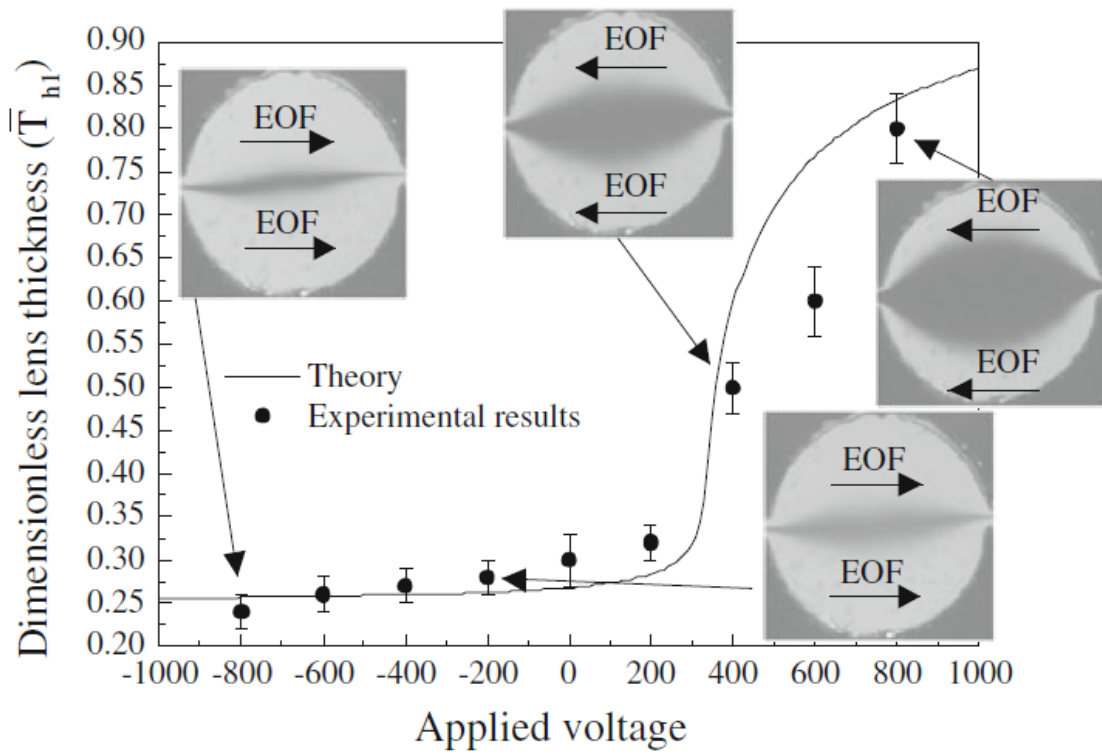 Dimensionless lens thickness (T̅h1)
0.90
0.85
0.80
0.75
0.70
0.65
0.60
0.55
0.50
0.45
0.40
0.35
0.30
0.25
0.20
EOF
EOF
EOF
EOF
EOF
EOF
EOF
EOF
Theory
Experimental results
-1000 -800 -600 -400 -200 0 200 400 600 800 1000
Applied voltage